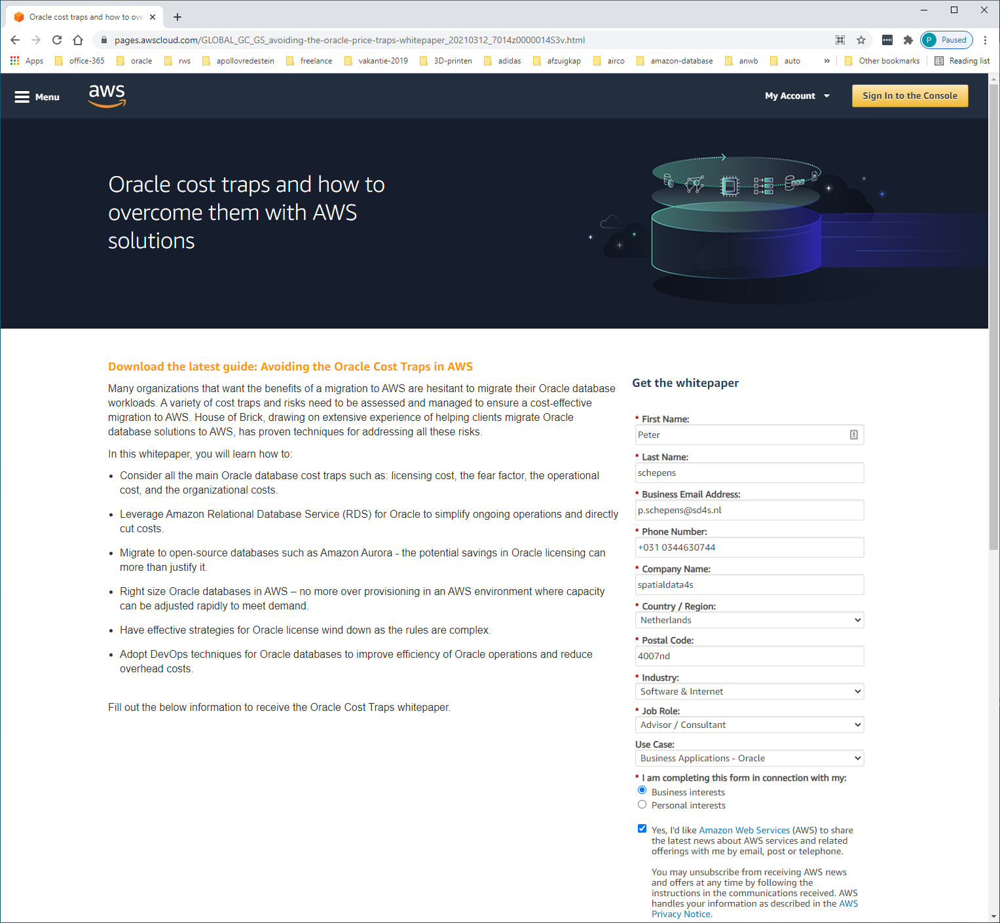 Oracle cost traps and how to ove
pages.awscloud.com/GLOBAL_GC_GS_avoiding-the-oracle-price-traps-whitepaper_20210312_7014z0000014S3v.html
P Paused
Apps office-365 oracle rws apollovredestein freelance vakantie-2019 3D-printen adidas afzuigkap airco amazon-database anwb auto » Other bookmarks Reading list
Menu aws My Account Sign In to the Console
Oracle cost traps and how to
overcome them with AWS
solutions
Download the latest guide: Avoiding the Oracle Cost Traps in AWS
Many organizations that want the benefits of a migration to AWS are hesitant to migrate their Oracle database
workloads. A variety of cost traps and risks need to be assessed and managed to ensure a cost-effective
migration to AWS. House of Brick, drawing on extensive experience of helping clients migrate Oracle
database solutions to AWS, has proven techniques for addressing all these risks.
In this whitepaper, you will learn how to:
• Consider all the main Oracle database cost traps such as: licensing cost, the fear factor, the operational
cost, and the organizational costs.
• Leverage Amazon Relational Database Service (RDS) for Oracle to simplify ongoing operations and directly
cut costs.
• Migrate to open-source databases such as Amazon Aurora - the potential savings in Oracle licensing can
more than justify it.
• Right size Oracle databases in AWS – no more over provisioning in an AWS environment where capacity
can be adjusted rapidly to meet demand.
• Have effective strategies for Oracle license wind down as the rules are complex.
• Adopt DevOps techniques for Oracle databases to improve efficiency of Oracle operations and reduce
overhead costs.
Fill out the below information to receive the Oracle Cost Traps whitepaper.
Get the whitepaper
* First Name:
Peter
* Last Name:
schepens
* Business Email Address:
p.schepens@sd4s.nl
* Phone Number:
+031 0344630744
* Company Name:
spatialdata4s
* Country / Region:
Netherlands
* Postal Code:
4007nd
* Industry:
Software & Internet
* Job Role:
Advisor / Consultant
Use Case:
Business Applications - Oracle
* I am completing this form in connection with my:
Business interests
Personal interests
Yes, I'd like Amazon Web Services (AWS) to share
the latest news about AWS services and related
offerings with me by email, post or telephone.
You may unsubscribe from receiving AWS news
and offers at any time by following the
instructions in the communications received. AWS
handles your information as described in the AWS
Privacy Notice.